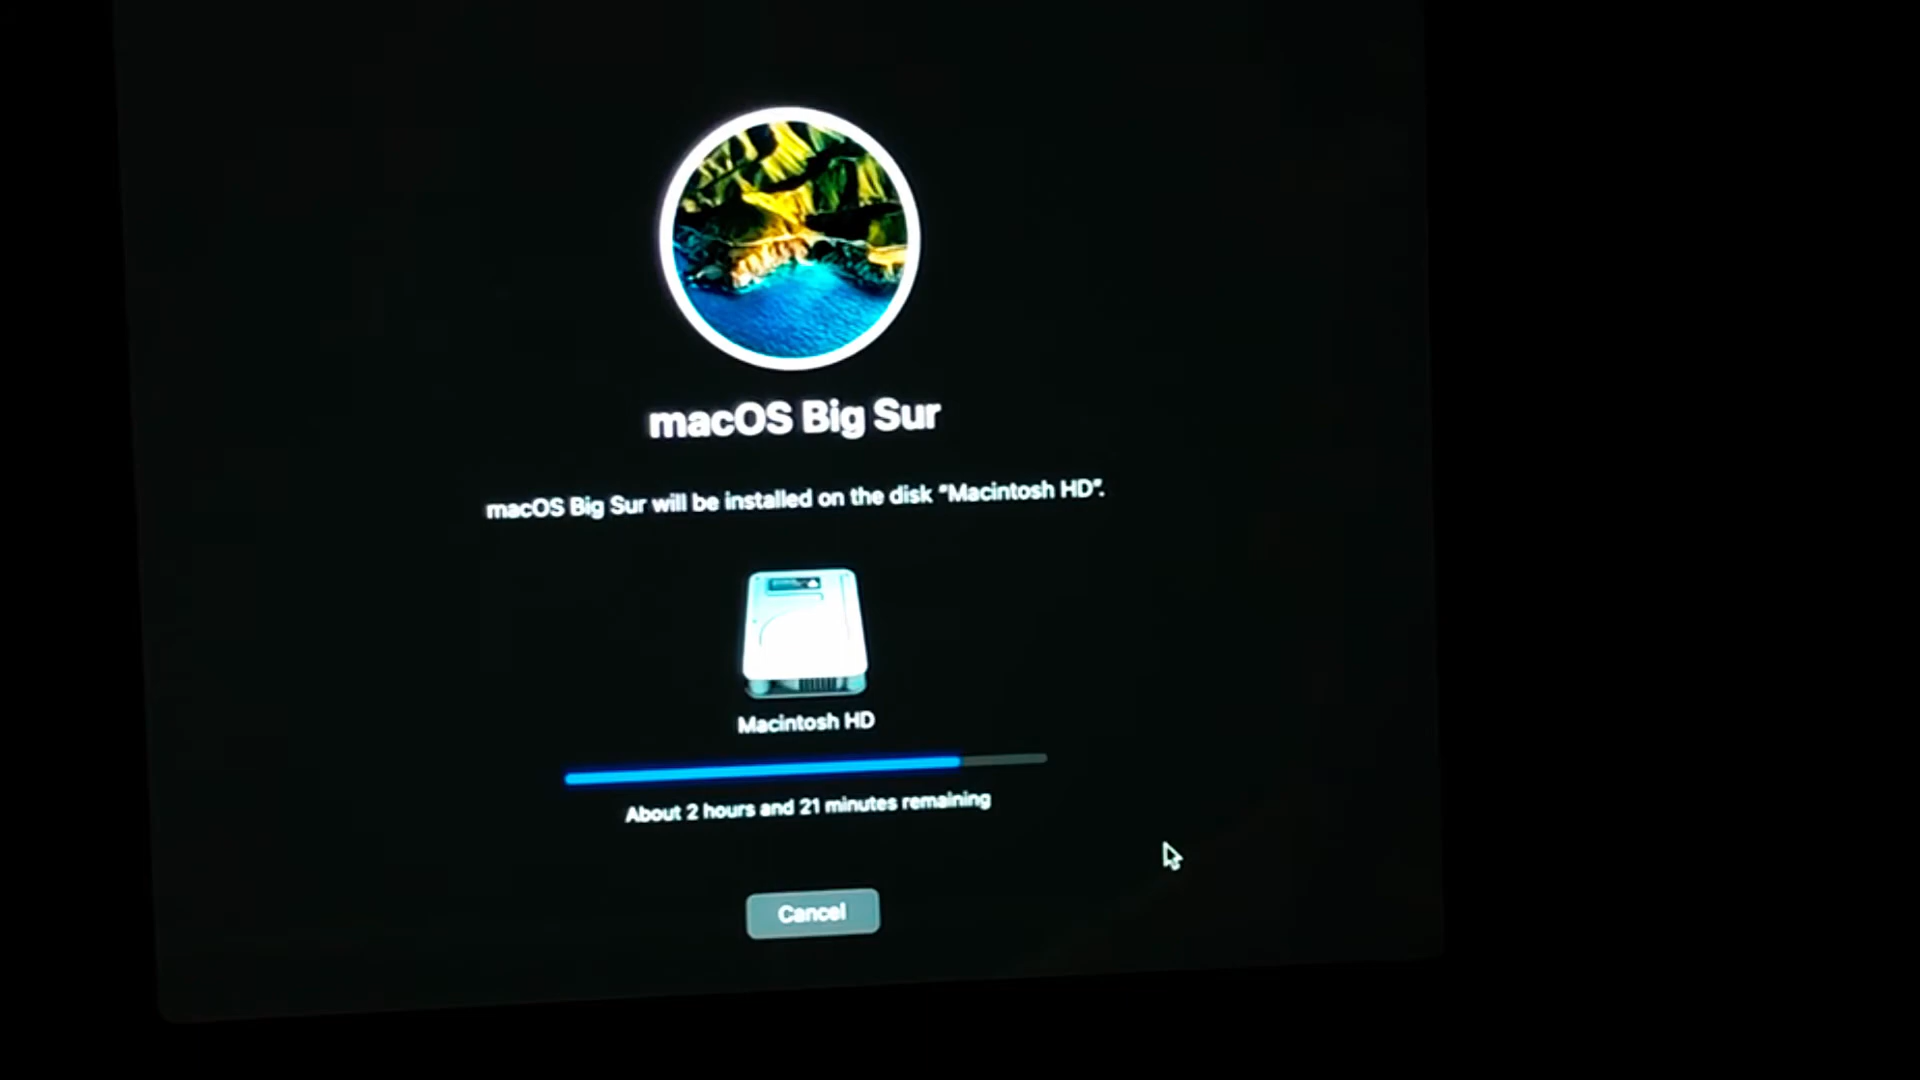 macOS Big Sur
macOS Big Sur will be installed on the disk “Macintosh HD”.
Macintosh HD
About 2 hours and 21 minutes remaining
Cancel